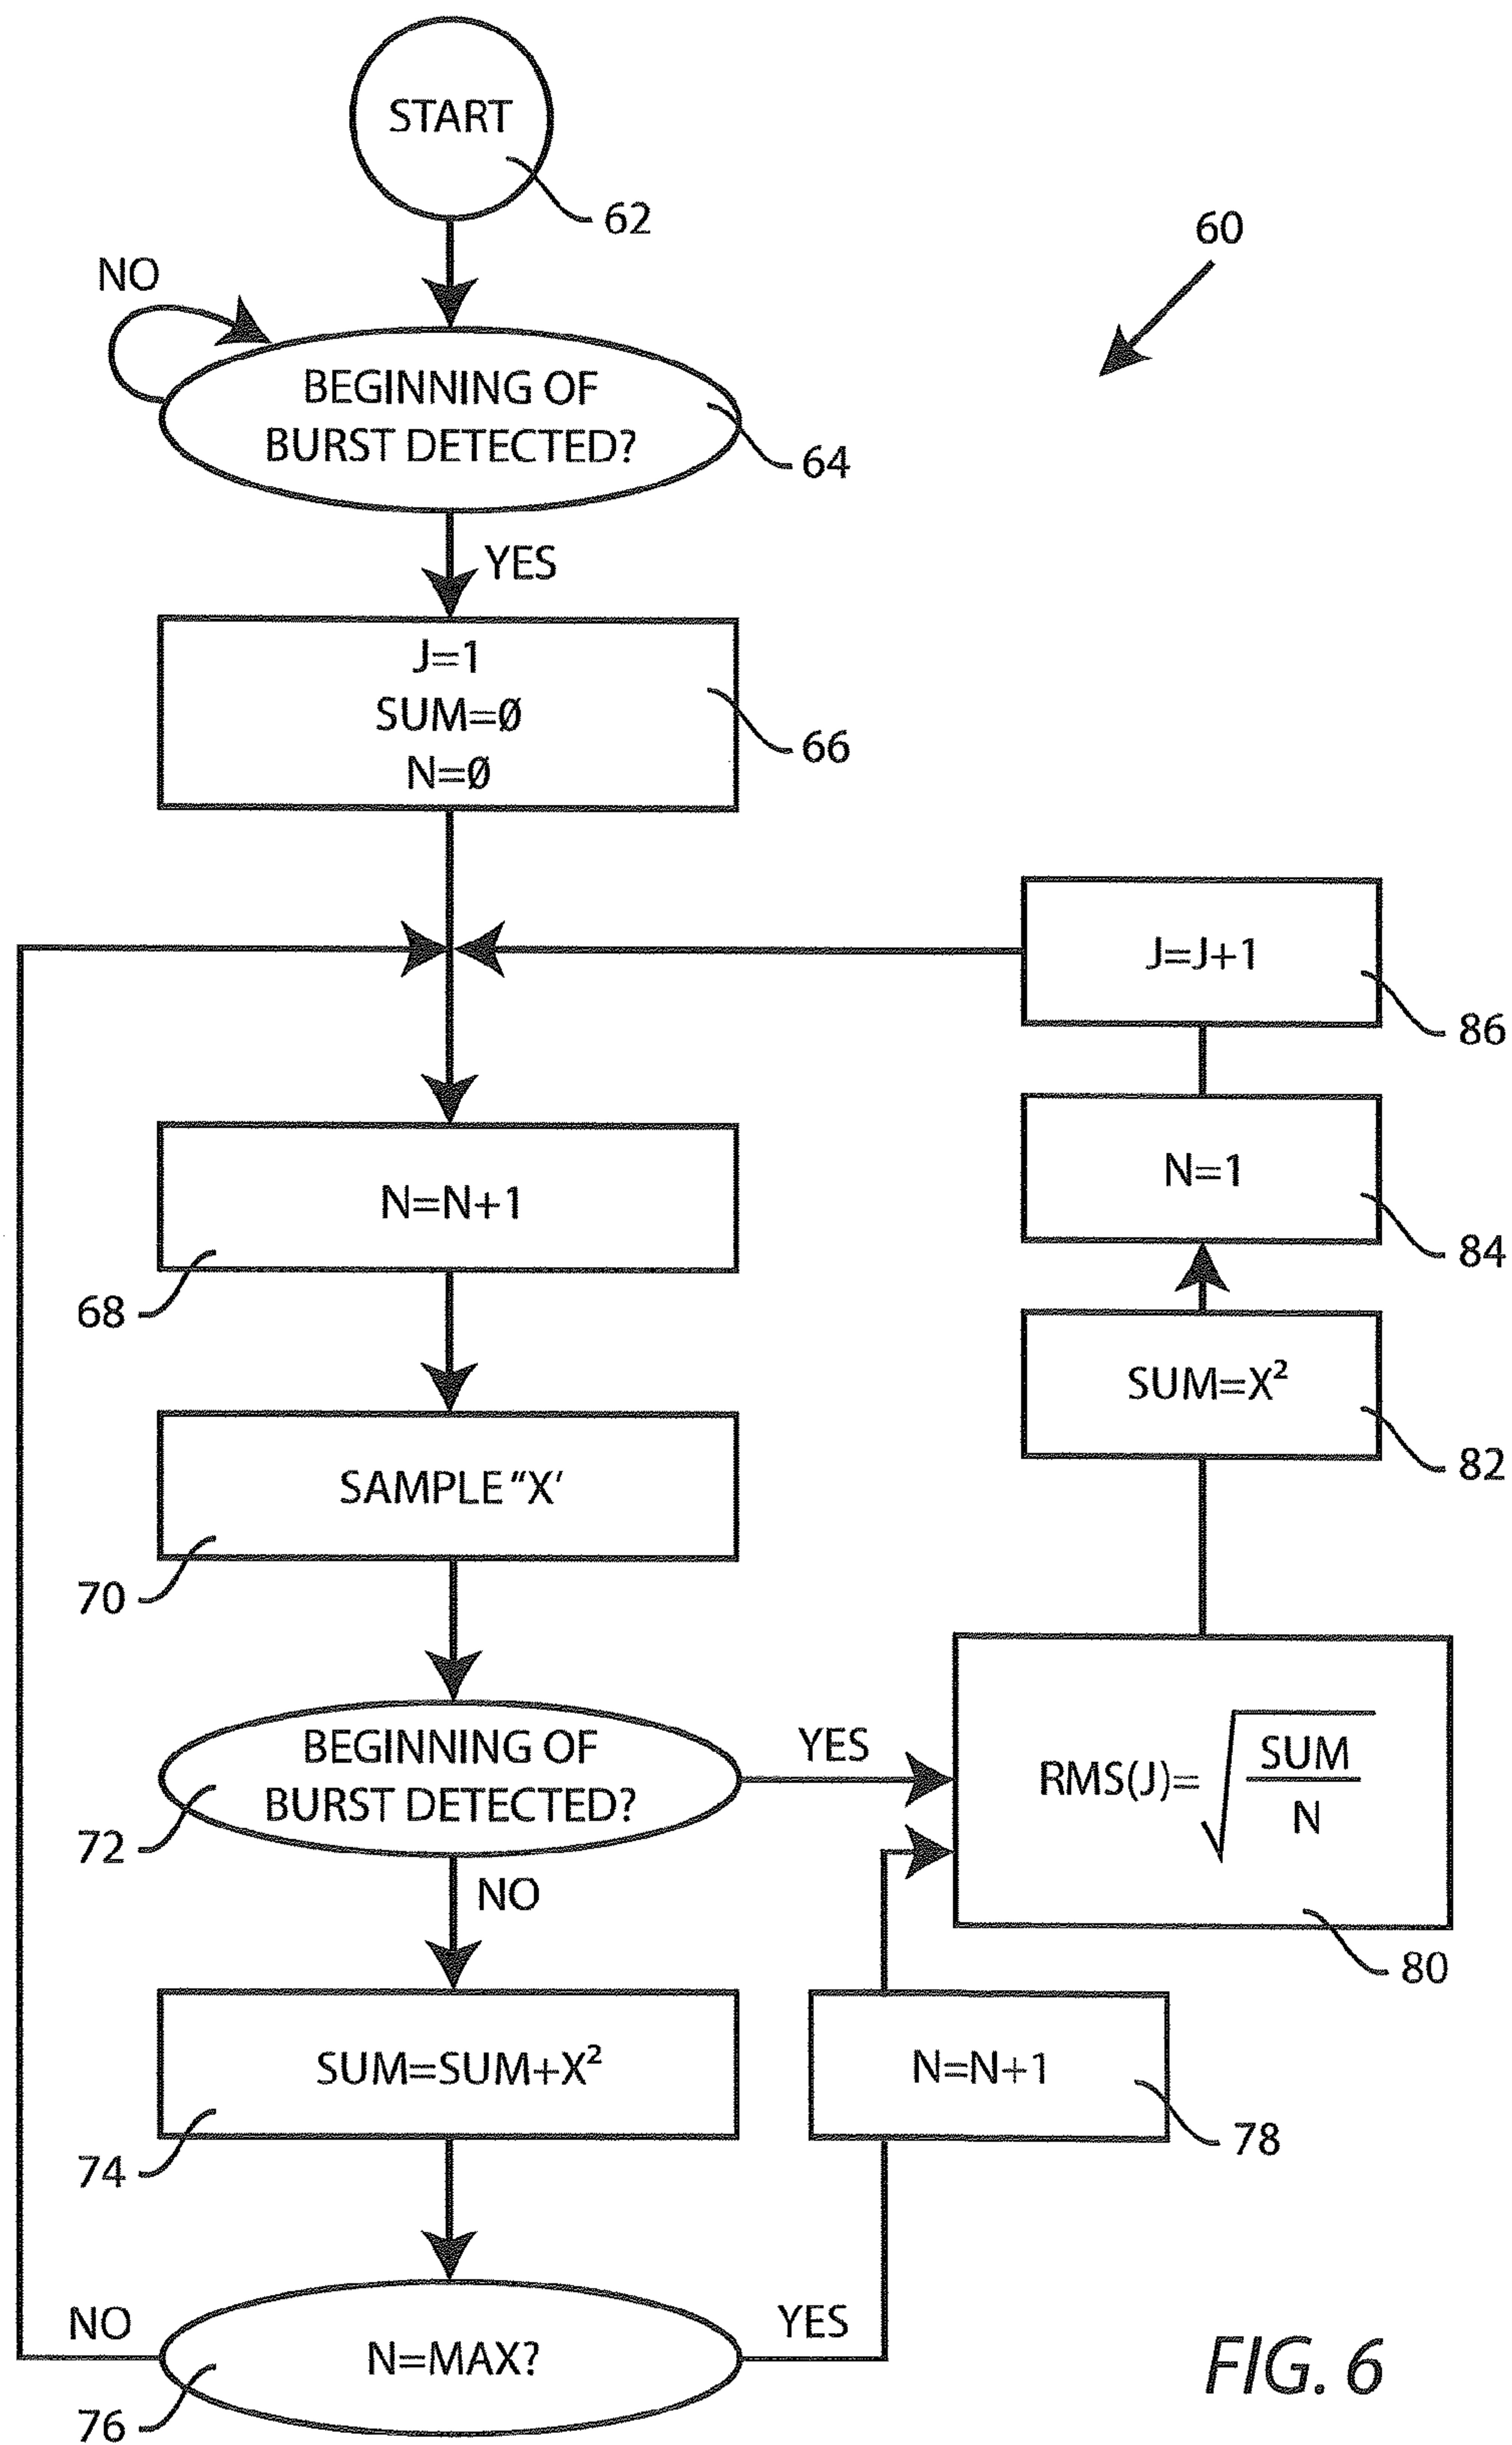 START
62
60
NO
BEGINNING OF
BURST DETECTED?
64
YES
J=1
SUM=Ø
N=Ø
66
J=J+1
86
N=N+1
68
N=1
84
SUM=X²
82
SAMPLE "X'
70
BEGINNING OF
BURST DETECTED?
72
YES
RMS(J)=√SUM/N
80
NO
SUM=SUM+X²
74
N=N+1
78
NO
N=MAX?
76
YES
FIG. 6